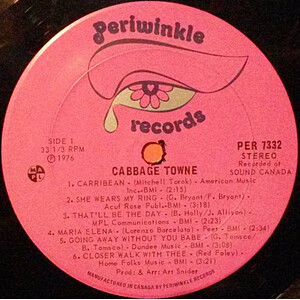 Periwinkle
records
SIDE 1
33 1/3 RPM
℗ 1976
PER 7332
STEREO
Recorded at
SOUND CANADA
CABBAGE TOWNE
1. CARRIBEAN - (Mitchell Torok) - American Music
Inc.-BMI - (2:15)
2. SHE WEARS MY RING - (G. Bryant/F. Bryant)-
Acuf Rose Publ.-BMI - (3:18)
3. THAT'LL BE THE DAY - (B. Holly/J. Allison) -
MPL Communications - BMI - (2:23)
4. MARIA ELENA - (Lorenzo Barcelata)- Peer- BMI - (3:34)
5. GOING AWAY WITHOUT YOU BABE - (G. Tomsco/
D. Tomsco) - Dundee Music - BMI - (3:08)
6. CLOSER WALK WITH THEE - (Red Foley)-
Home Folks Music - BMI - (3:21)
Prod: & Arr: Art Snider
MANUFACTURED IN CANADA BY PERIWINKLE RECORDS